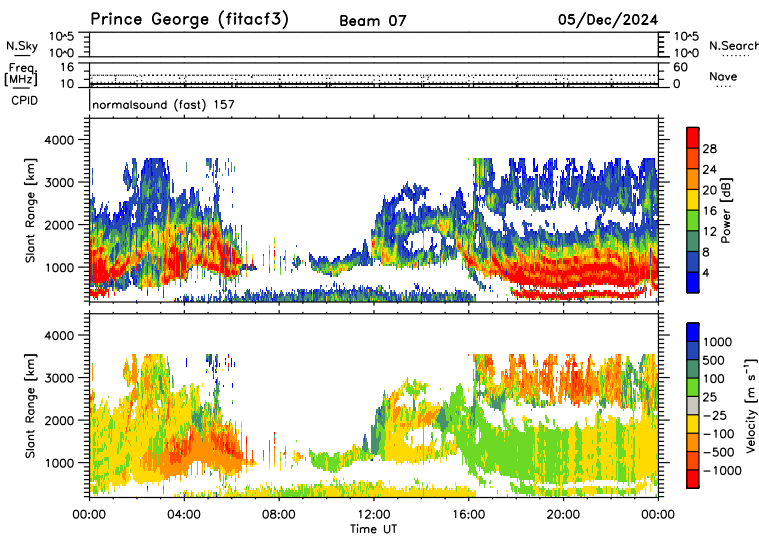 Prince George (fitacf3) Beam 07 05/Dec/2024
10^5 10^5
N.Sky N.Search
10^0 10^0
Freq. 16 60
[MHz] Nave
10 0
CPID
normalsound (fast) 157
4000
3000
2000
1000
Slant Range [km]
28
24
20
16
12
8
4
Power [dB]
4000
3000
2000
1000
Slant Range [km]
1000
500
100
25
−25
−100
−500
−1000
Velocity [m s⁻¹]
00:00 04:00 08:00 12:00 16:00 20:00 00:00
Time UT